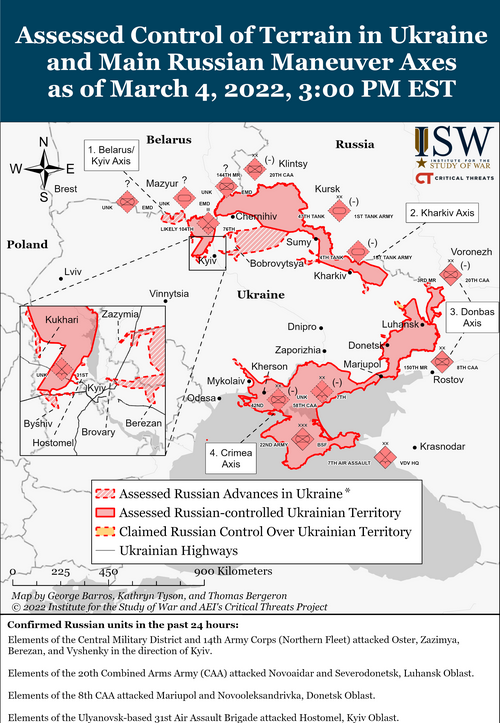 Assessed Control of Terrain in Ukraine
and Main Russian Maneuver Axes
as of March 4, 2022, 3:00 PM EST
N
W
E
S
Belarus
Russia
ISW
INSTITUTE FOR THE
STUDY OF WAR
CT CRITICAL THREATS
1. Belarus/
Kyiv Axis
(-)
Klintsy
144TH MR
20TH CAA
Brest
Mazyur
?
?
UNK
EMD
UNK
EMD
UNK
EMD
Kursk
(-)
41TH TANK
1ST TANK ARMY
2. Kharkiv Axis
Chernihiv
LIKELY 104TH
76TH
Poland
Kyiv
Bobrovytsya
Sumy
(-)
4TH TANK
1ST TANK ARMY
Kharkiv
Voronezh
(-)
3RD MR
20TH CAA
Lviv
Vinnytsia
Ukraine
3. Donbas
Axis
Kukhari
Zazymia
UNK
31ST
Kyiv
Byshiv
Hostomel
Brovary
Berezan
Dnipro
Zaporizhia
Luhansk
Donetsk
Mariupol
150TH MR
8TH CAA
Rostov
Kherson
Mykolaiv
Odesa
(-)
UNK
(-)
7TH
42ND
58TH CAA
4. Crimea
Axis
XXX
22ND ARMY
BSF
XX
7TH AIR ASSAULT
VDV HQ
Krasnodar
Assessed Russian Advances in Ukraine*
Assessed Russian-controlled Ukrainian Territory
Claimed Russian Control Over Ukrainian Territory
Ukrainian Highways
0 225 450 900 Kilometers
Map by George Barros, Kathryn Tyson, and Thomas Bergeron
© 2022 Institute for the Study of War and AEI's Critical Threats Project
Confirmed Russian units in the past 24 hours:
Elements of the Central Military District and 14th Army Corps (Northern Fleet) attacked Oster, Zazimya,
Berezan, and Vyshenky in the direction of Kyiv.
Elements of the 20th Combined Arms Army (CAA) attacked Novoaidar and Severodonetsk, Luhansk Oblast.
Elements of the 8th CAA attacked Mariupol and Novooleksandrivka, Donetsk Oblast.
Elements of the Ulyanovsk-based 31st Air Assault Brigade attacked Hostomel, Kyiv Oblast.